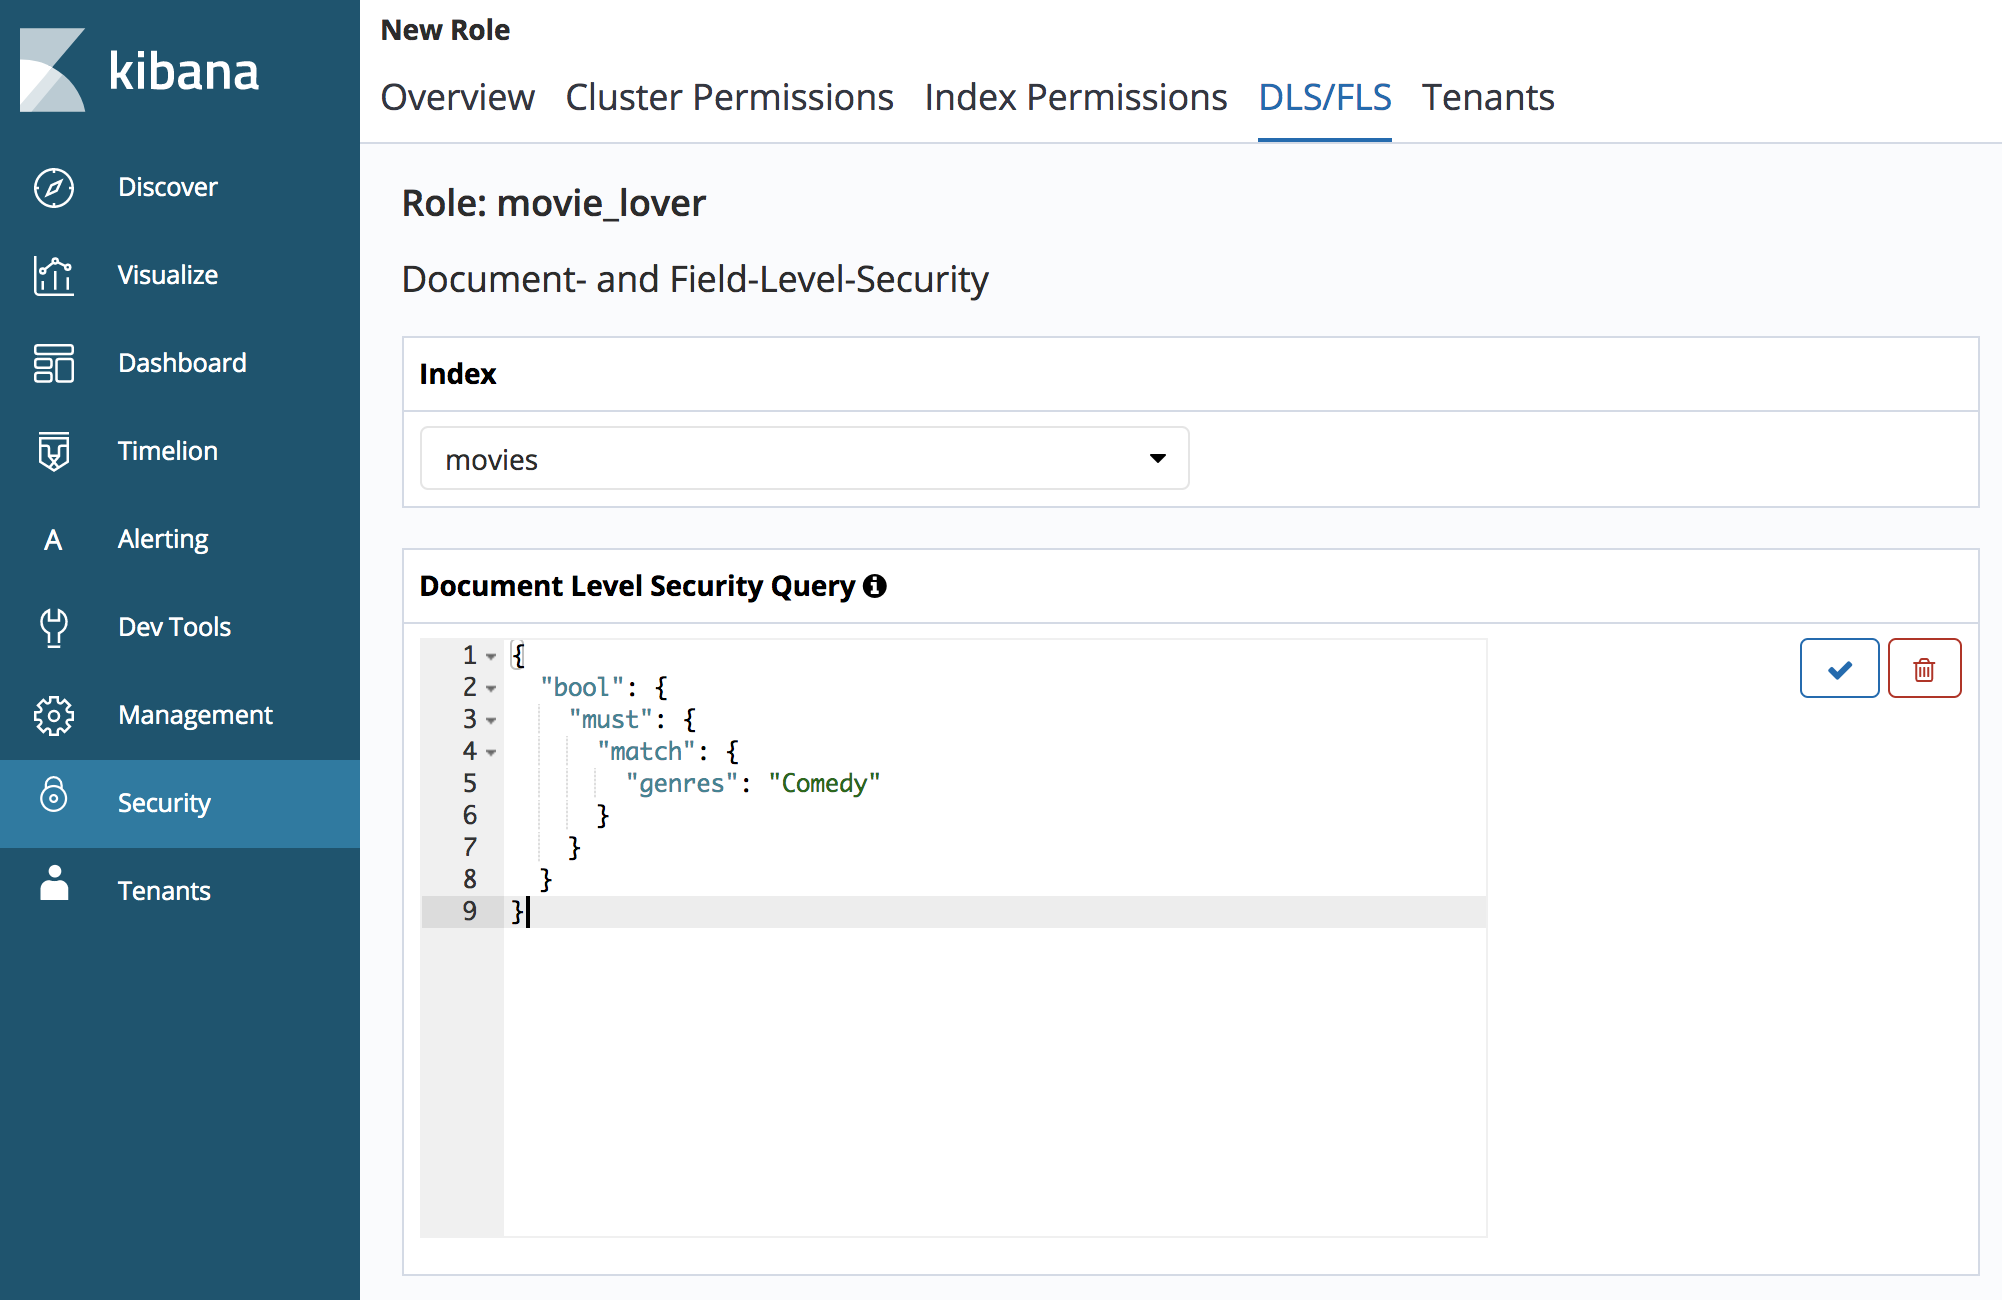 kibana
Discover
Visualize
Dashboard
Timelion
A Alerting
Dev Tools
Management
Security
Tenants
New Role
Overview Cluster Permissions Index Permissions DLS/FLS Tenants
Role: movie_lover
Document- and Field-Level-Security
Index
movies
Document Level Security Query
1 {
2 "bool": {
3 "must": {
4 "match": {
5 "genres": "Comedy"
6 }
7 }
8 }
9 }